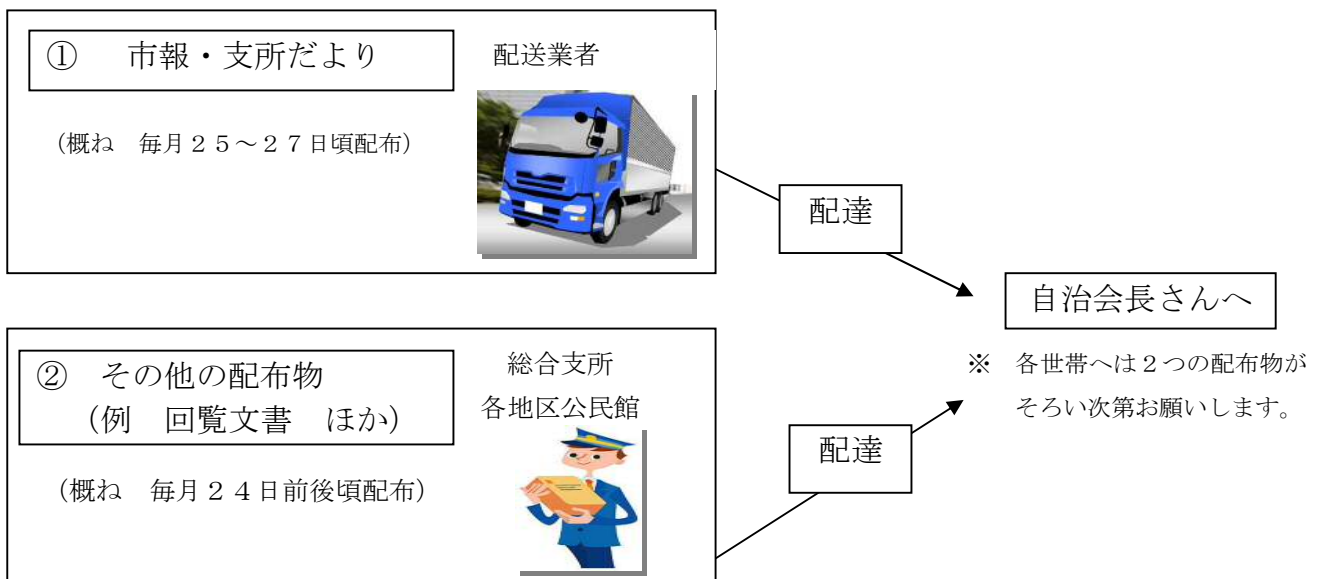 ① 市報・支所だより
配送業者
（概ね 毎月２５～２７日頃配布）
配達
自治会長さんへ
※ 各世帯へは２つの配布物が
そろい次第お願いします。
② その他の配布物
（例 回覧文書 ほか）
総合支所
各地区公民館
（概ね 毎月２４日前後頃配布）
配達